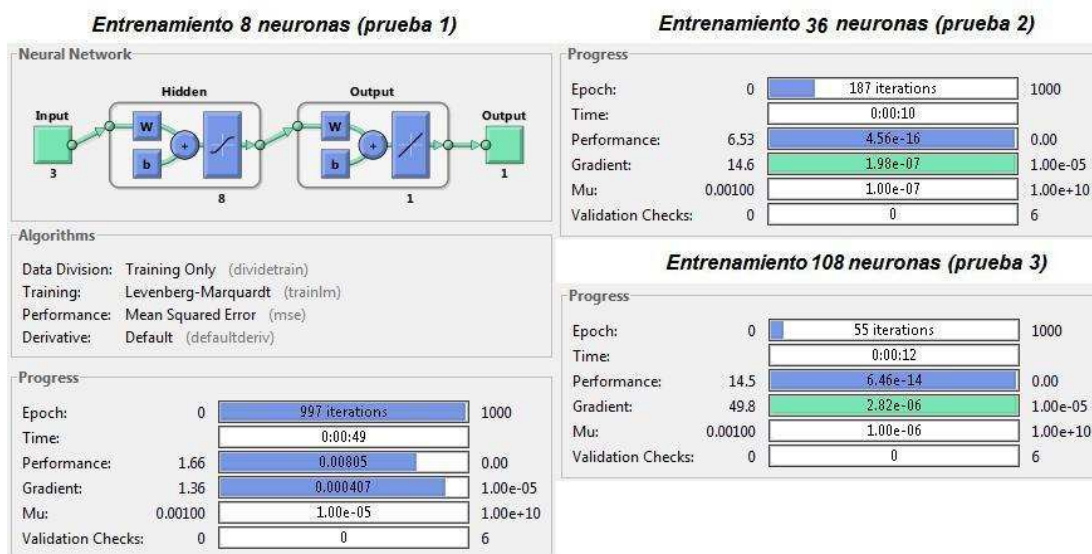 Entrenamiento 8 neuronas (prueba 1)
Neural Network
Hidden
Output
Input
Output
W
+
b
W
+
b
3
8
1
1
Algorithms
Data Division: Training Only (dividetrain)
Training: Levenberg-Marquardt (trainlm)
Performance: Mean Squared Error (mse)
Derivative: Default (defaultderiv)
Progress
Epoch: 0 997 iterations 1000
Time: 0:00:49
Performance: 1.66 0.00805 0.00
Gradient: 1.36 0.000407 1.00e-05
Mu: 0.00100 1.00e-05 1.00e+10
Validation Checks: 0 0 6
Entrenamiento 36 neuronas (prueba 2)
Progress
Epoch: 0 187 iterations 1000
Time: 0:00:10
Performance: 6.53 4.56e-16 0.00
Gradient: 14.6 1.98e-07 1.00e-05
Mu: 0.00100 1.00e-07 1.00e+10
Validation Checks: 0 0 6
Entrenamiento 108 neuronas (prueba 3)
Progress
Epoch: 0 55 iterations 1000
Time: 0:00:12
Performance: 14.5 6.46e-14 0.00
Gradient: 49.8 2.82e-06 1.00e-05
Mu: 0.00100 1.00e-06 1.00e+10
Validation Checks: 0 0 6